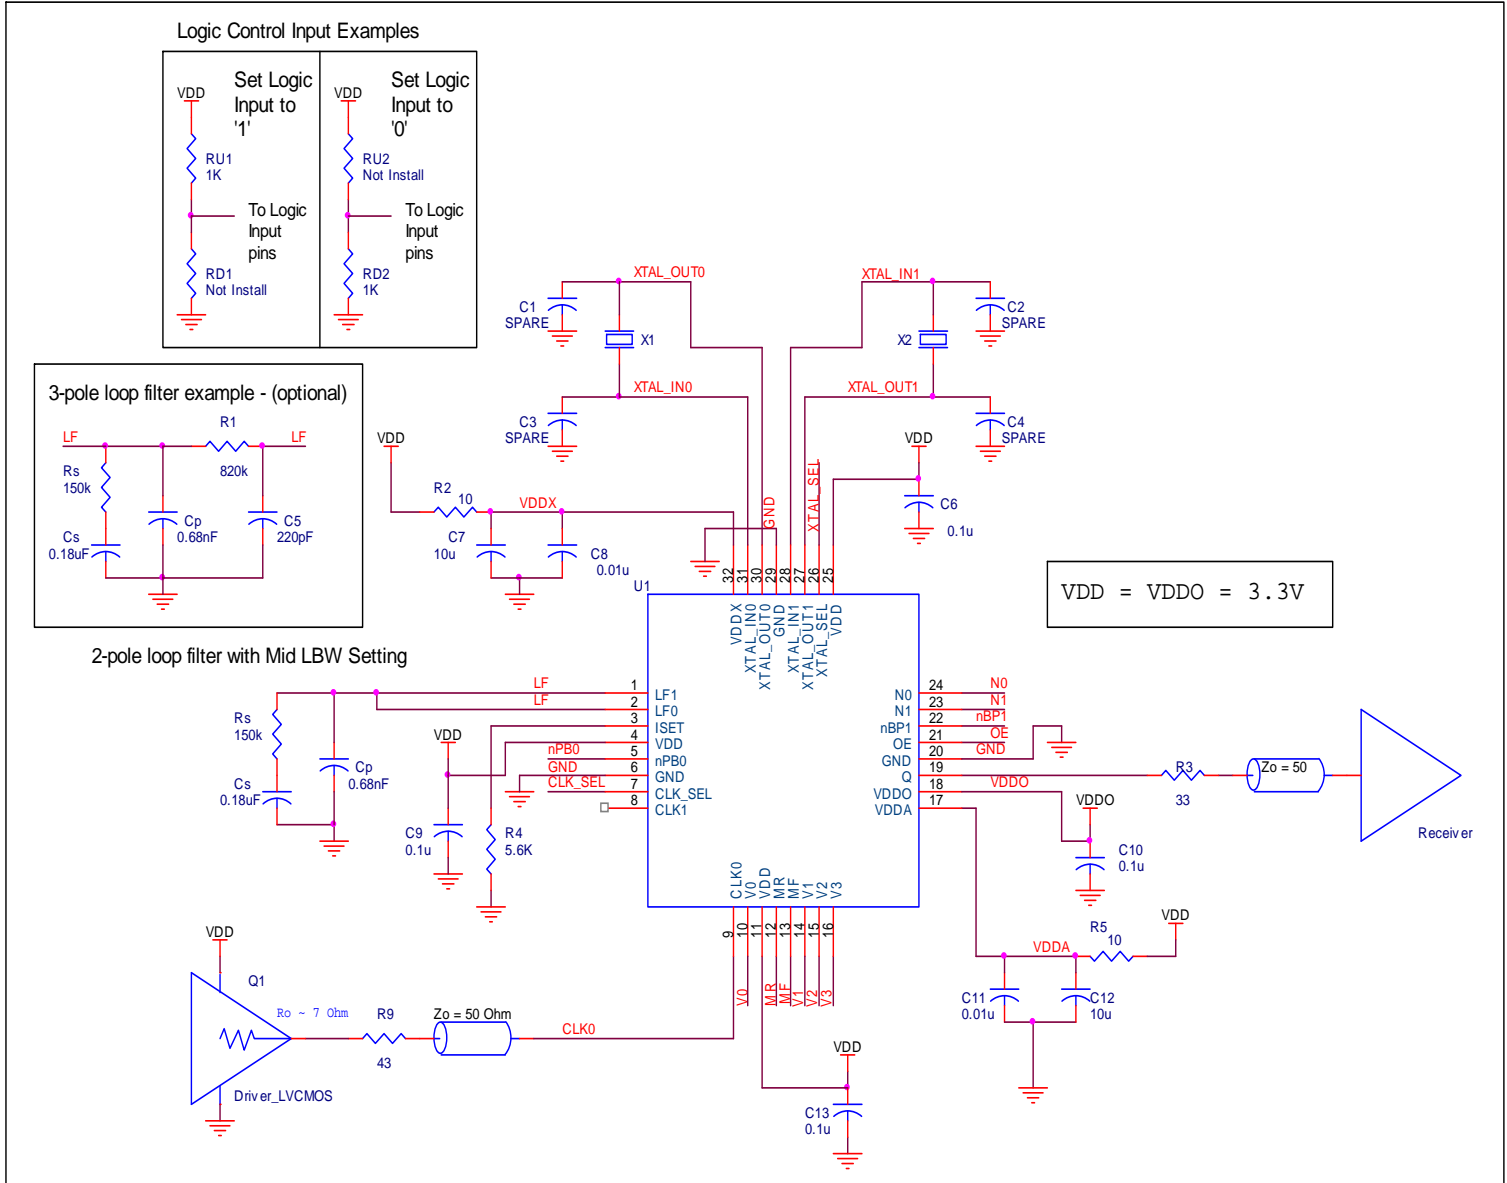 Logic Control Input Examples
Set Logic
Input to
'1'
VDD
RU1
1K
To Logic
Input
pins
RD1
Not Install
Set Logic
Input to
'0'
VDD
RU2
Not Install
To Logic
Input
pins
RD2
1K
3-pole loop filter example - (optional)
LF
R1
LF
820k
Rs
150k
Cs
0.18uF
Cp
0.68nF
C5
220pF
XTAL_OUT0
C1
SPARE
X1
XTAL_IN0
C3
SPARE
XTAL_IN1
C2
SPARE
X2
XTAL_OUT1
C4
SPARE
VDD
R2
10
VDDX
C7
10u
C8
0.01u
GND
XTAL_SEL
VDD
C6
0.1u
VDD = VDDO = 3.3V
U1
32
31
30
29
28
27
26
25
VDDX
XTAL_IN0
XTAL_OUT0
GND
XTAL_IN1
XTAL_OUT1
XTAL_SEL
VDD
2-pole loop filter with Mid LBW Setting
Rs
150k
Cs
0.18uF
Cp
0.68nF
LF
LF
VDD
nPB0
GND
CLK_SEL
C9
0.1u
R4
5.6K
1
2
3
4
5
6
7
8
LF1
LF0
ISET
VDD
nPB0
GND
CLK_SEL
CLK1
N0
N1
nBP1
OE
GND
Q
VDDO
VDDA
24
23
22
21
20
19
18
17
N0
N1
nBP1
OE
GND
VDDO
R3
33
Zo = 50
Receiver
VDDO
C10
0.1u
CLK0
V0
VDD
MR
MF
V1
V2
V3
9
10
11
12
13
14
15
16
V0
MR
MF
V1
V2
V3
VDDA
R5
10
VDD
C11
0.01u
C12
10u
VDD
Q1
Ro ~ 7 Ohm
Driver_LVCMOS
R9
43
Zo = 50 Ohm
CLK0
VDD
C13
0.1u